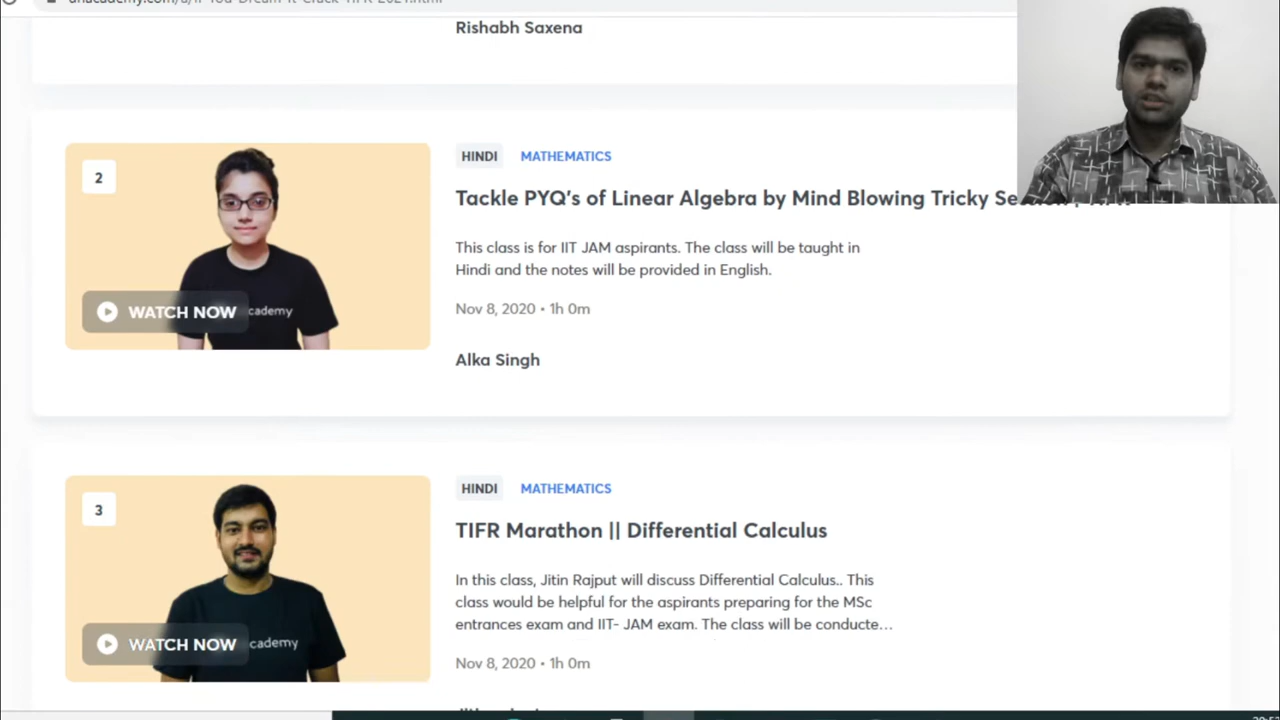 Rishabh Saxena
2
HINDI MATHEMATICS
Tackle PYQ's of Linear Algebra by Mind Blowing Tricky
This class is for IIT JAM aspirants. The class will be taught in
Hindi and the notes will be provided in English.
Nov 8, 2020 • 1h 0m
WATCH NOW
cademy
Alka Singh
3
HINDI MATHEMATICS
TIFR Marathon || Differential Calculus
In this class, Jitin Rajput will discuss Differential Calculus.. This
class would be helpful for the aspirants preparing for the MSc
entrances exam and IIT- JAM exam. The class will be conducte...
WATCH NOW
cademy
Nov 8, 2020 • 1h 0m